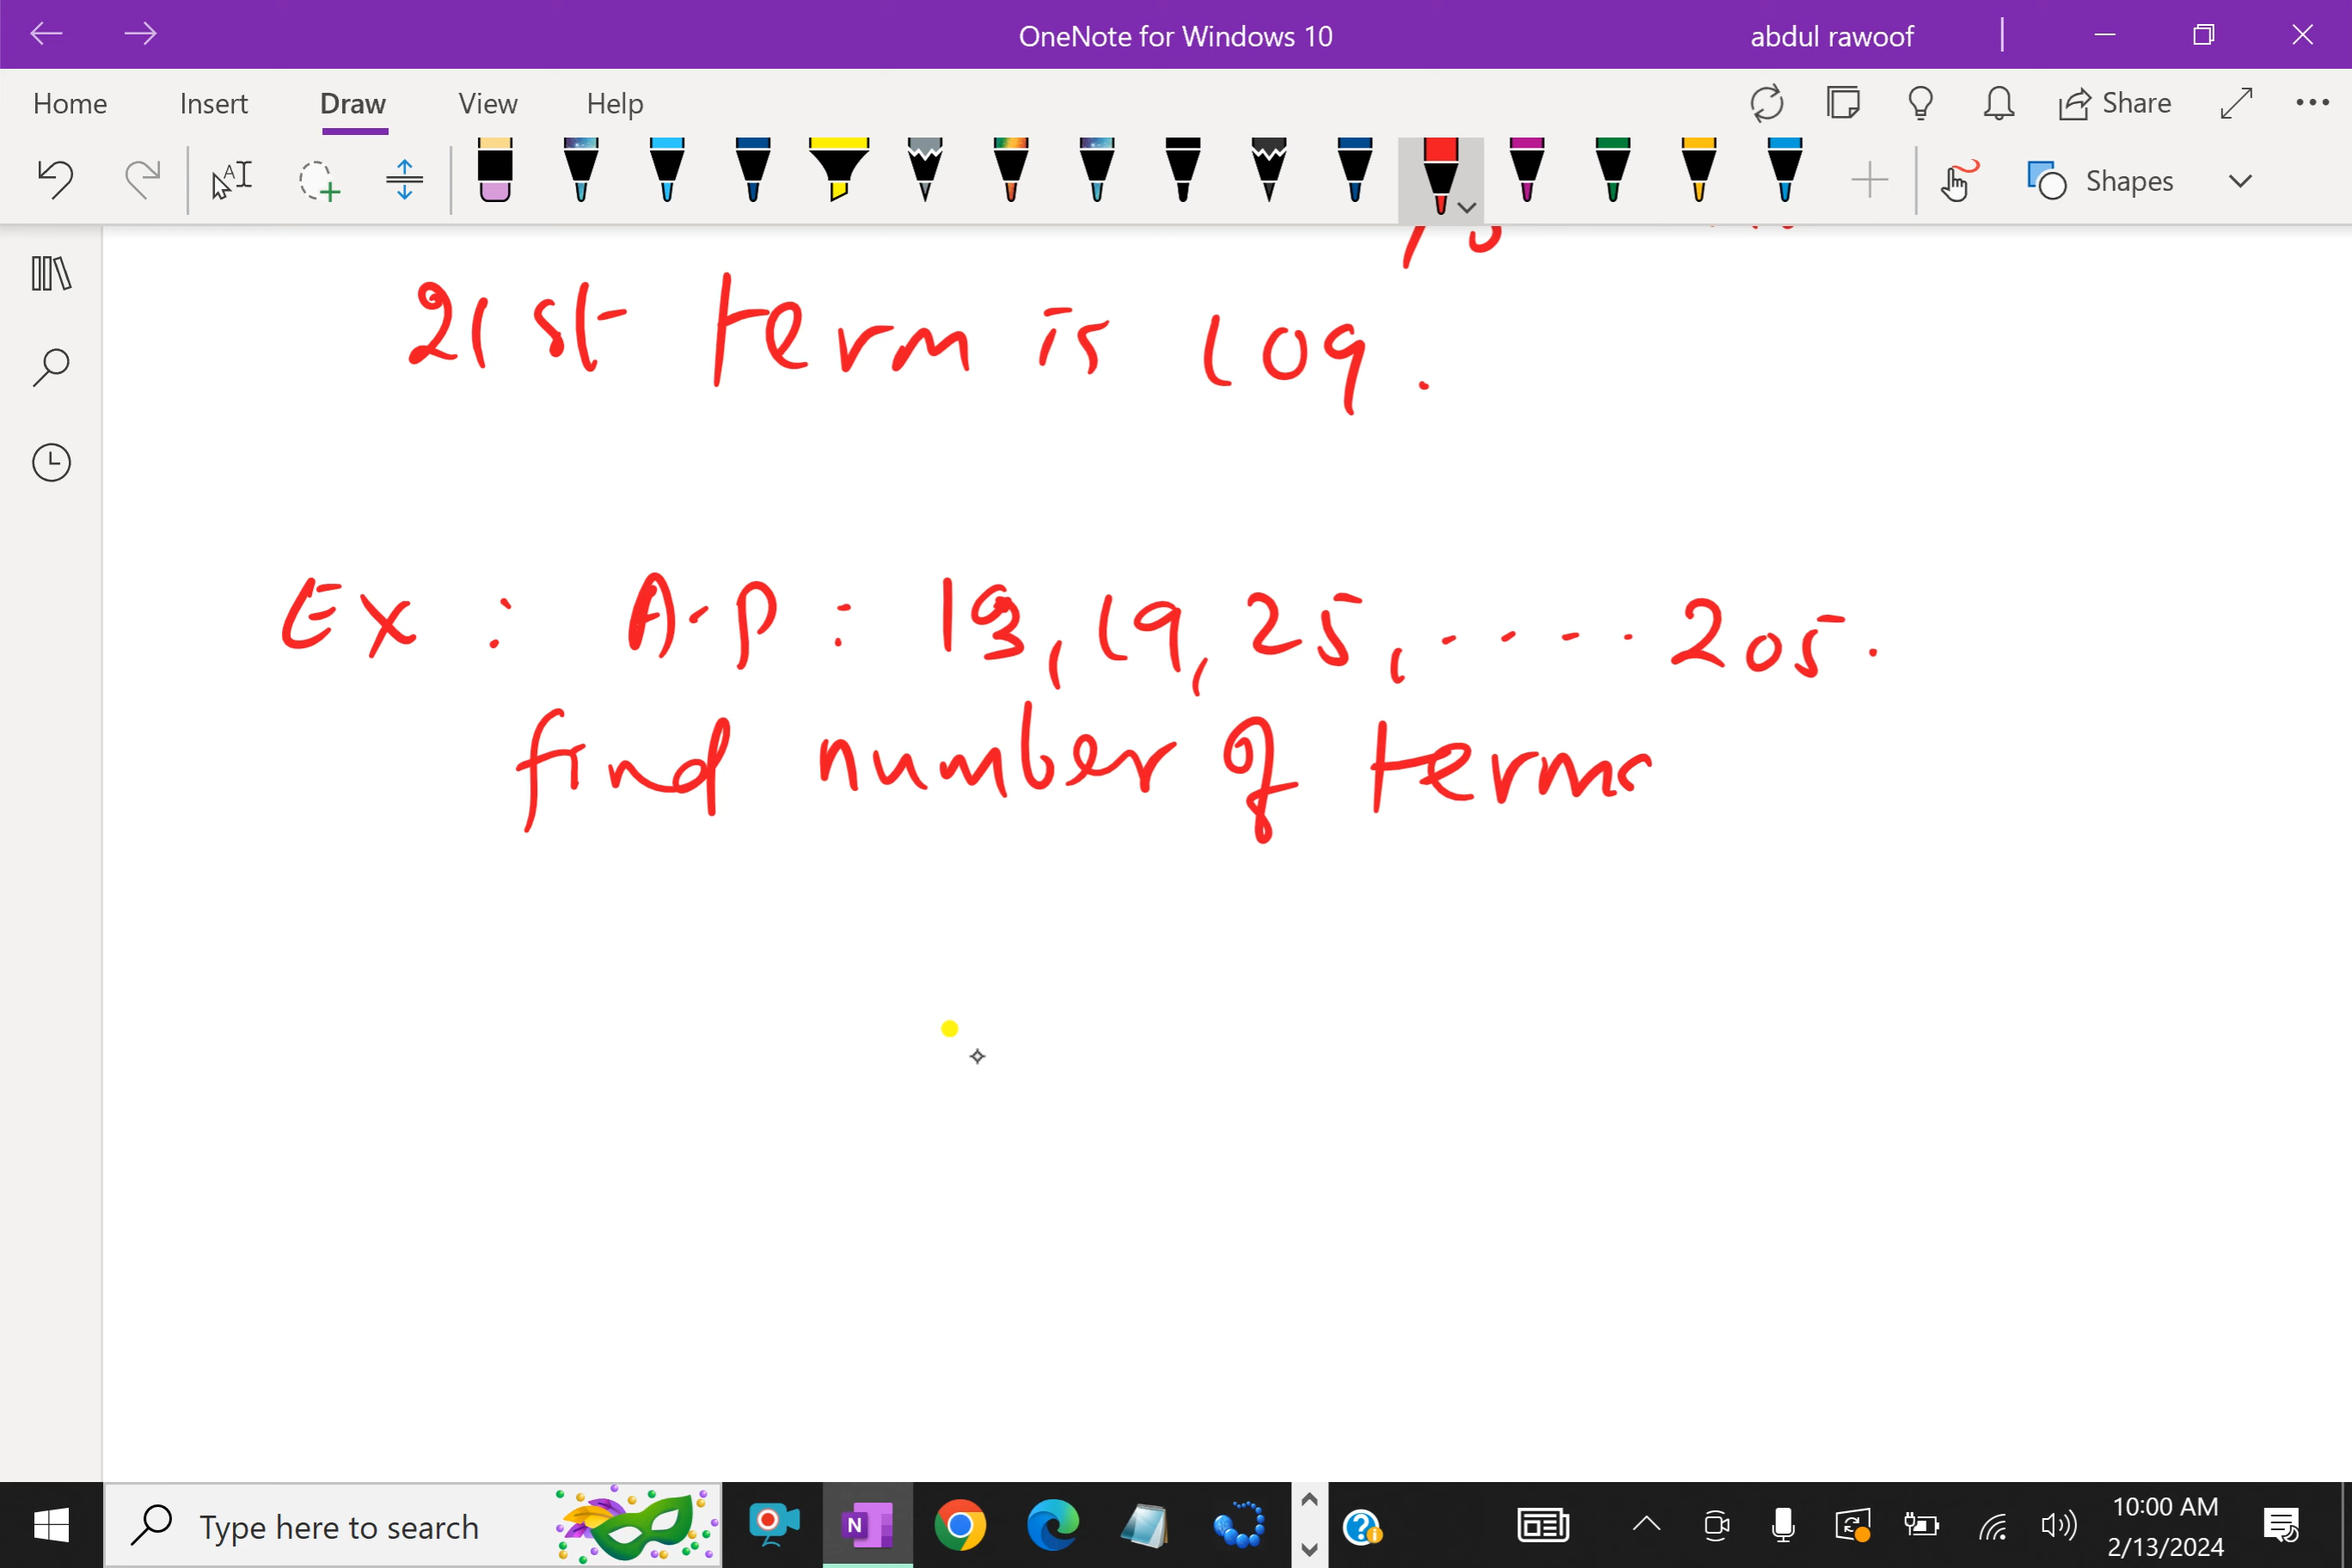 OneNote for Windows 10 abdul rawoof
Home Insert Draw View Help Share
Shapes
21st term is 109.
Ex : A.P : 13, 19, 25, ..... 205.
find number of terms
Type here to search
N
10:00 AM
2/13/2024